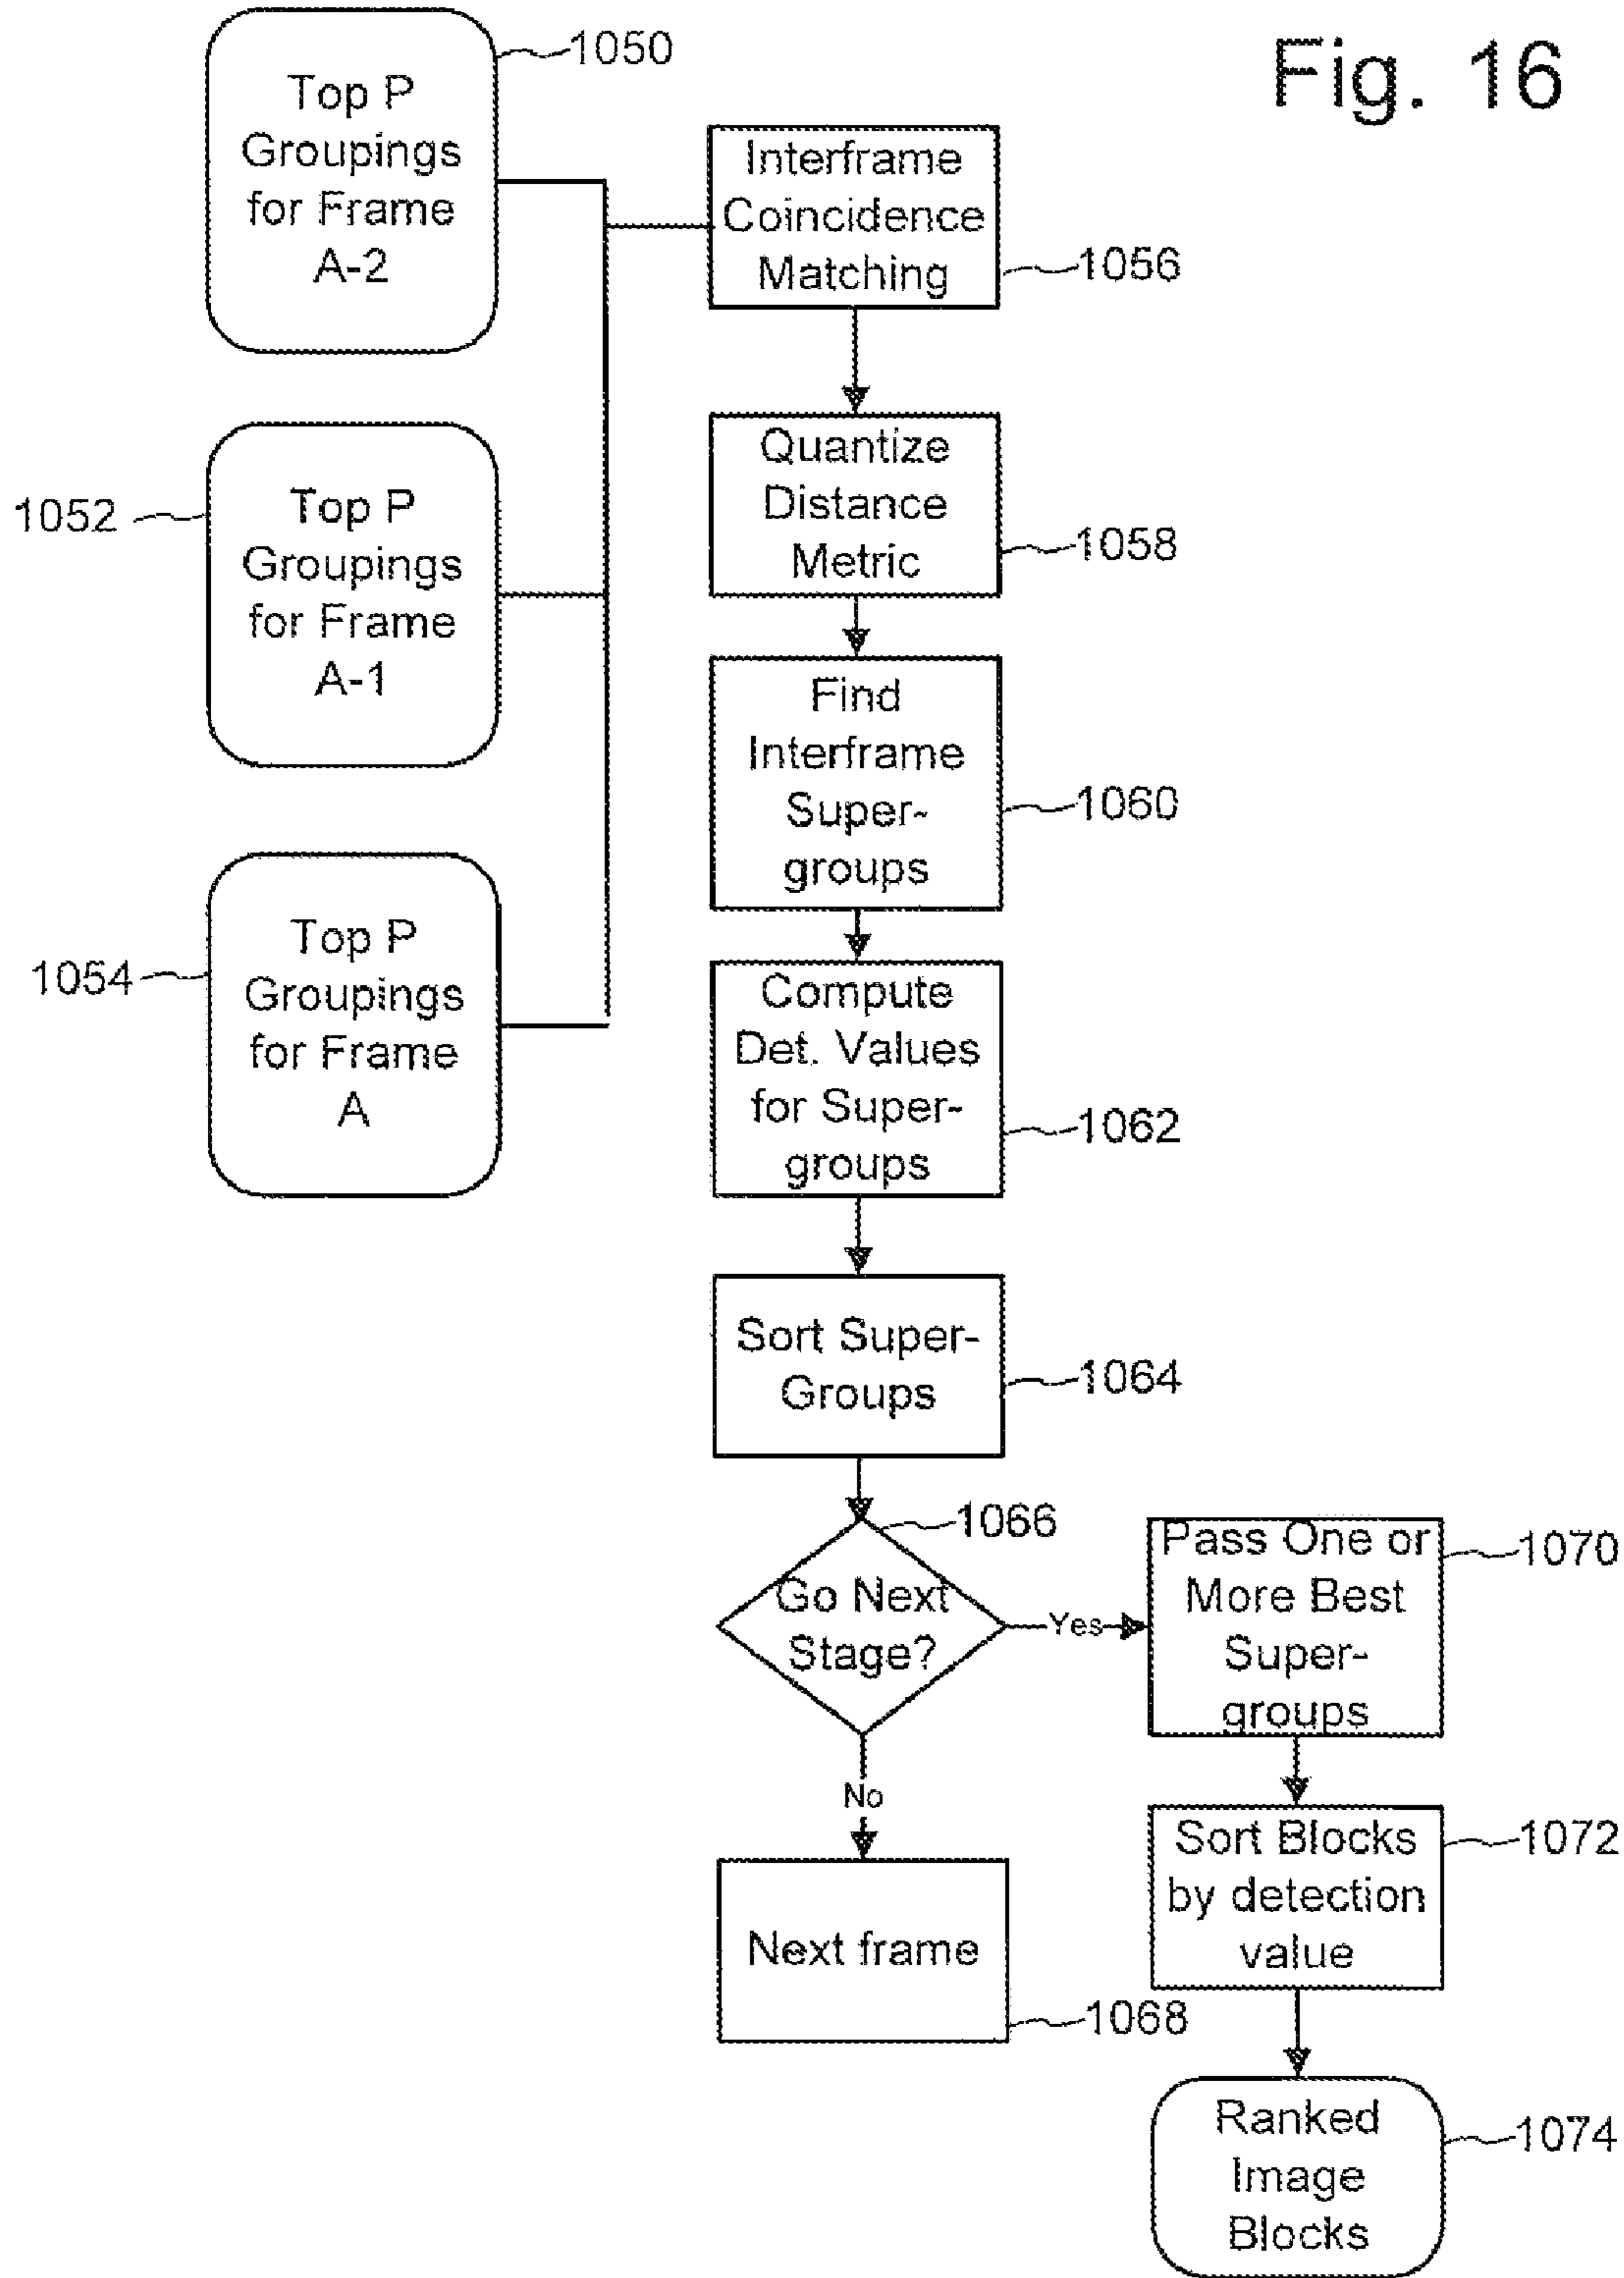 Fig. 16
1050
Top P
Groupings
for Frame
A-2
1052
Top P
Groupings
for Frame
A-1
1054
Top P
Groupings
for Frame
A
Interframe
Coincidence
Matching
1056
Quantize
Distance
Metric
1058
Find
Interframe
Super-
groups
1060
Compute
Det. Values
for Super-
groups
1062
Sort Super-
Groups
1064
1066
Go Next
Stage?
Yes
No
Next frame
1068
Pass One or
More Best
Super-
groups
1070
Sort Blocks
by detection
value
1072
Ranked
Image
Blocks
1074